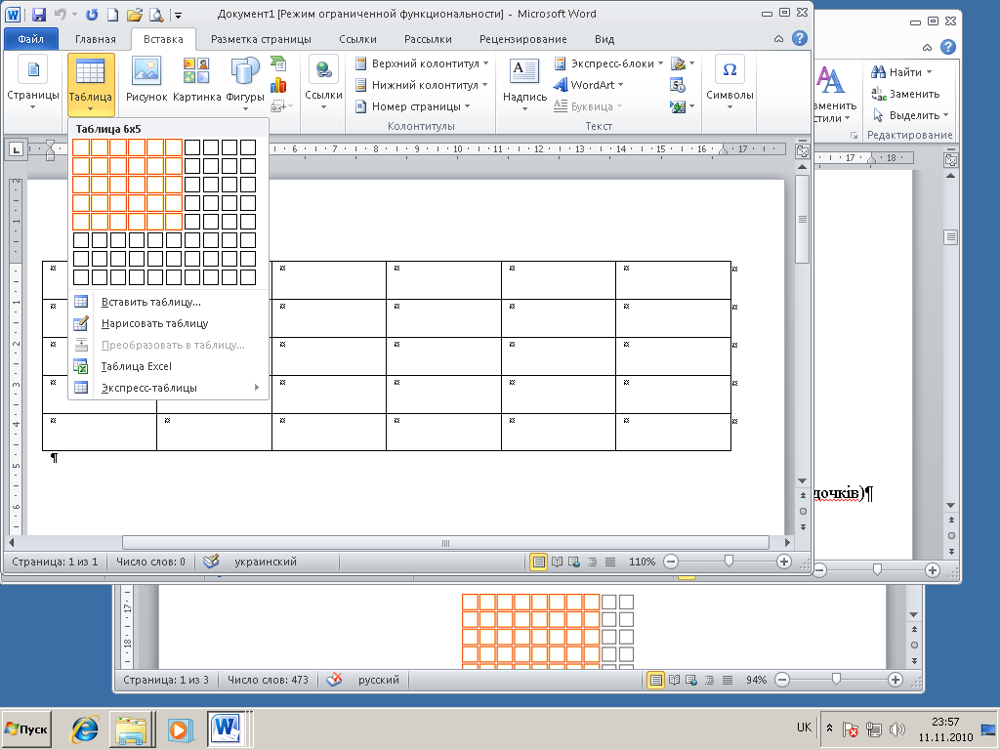 Документ1 [Режим ограниченной функциональности] - Microsoft Word
Файл Главная Вставка Разметка страницы Ссылки Рассылки Рецензирование Вид
Страницы
Таблица
Рисунок
Картинка
Фигуры
Ссылки
Верхний колонтитул
Нижний колонтитул
Номер страницы
Колонтитулы
Надпись
Экспресс-блоки
WordArt
Буквица
Текст
Символы
Таблица 6x5
Вставить таблицу...
Нарисовать таблицу
Преобразовать в таблицу...
Таблица Excel
Экспресс-таблицы
6 7 8 9 10 11 12 13 14 15 16 17
2 1 1 2 3 4 5 6
¶
Страница: 1 из 1 Число слов: 0 украинский 110%
Найти
Заменить
Выделить
Редактирование
17 18
дочків)¶
17
18
Страница: 1 из 3 Число слов: 473 русский 94%
Пуск
UK
23:57
11.11.2010